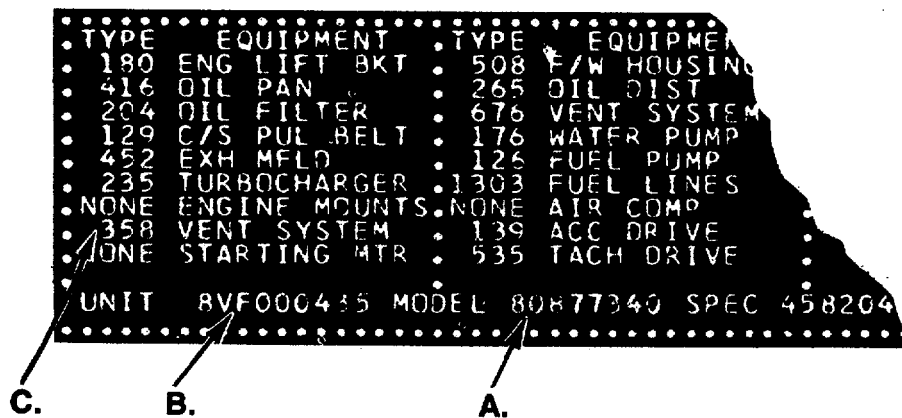 TYPE EQUIPMENT TYPE EQUIPME
180 ENG LIFT BKT 508 F/W HOUSING
416 OIL PAN 265 OIL DIST
204 OIL FILTER 676 VENT SYSTEM
129 C/S PUL BELT 176 WATER PUMP
452 EXH MFLD 126 FUEL PUMP
235 TURBOCHARGER 1303 FUEL LINES
NONE ENGINE MOUNTS NONE AIR COMP
358 VENT SYSTEM 139 ACC DRIVE
NONE STARTING MTR 535 TACH DRIVE
UNIT 8VF000435 MODEL 80877340 SPEC 458204
C. B. A.